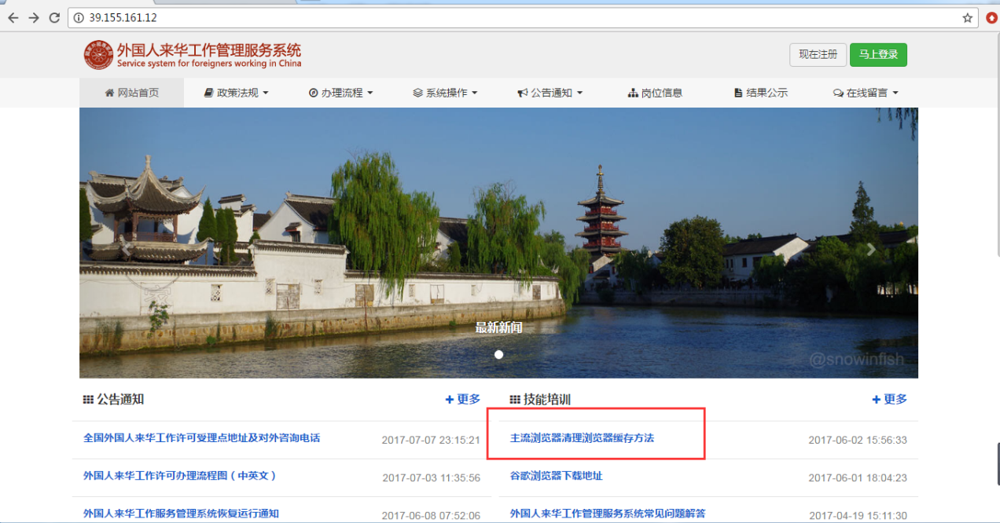 39.155.161.12
外国人来华工作管理服务系统
Service system for foreigners working in China
现在注册 马上登录
网站首页 政策法规 办理流程 系统操作 公告通知 岗位信息 结果公示 在线留言
最新新闻
@snowinfish
公告通知 更多
全国外国人来华工作许可受理点地址及对外咨询电话 2017-07-07 23:15:21
外国人来华工作许可办理流程图（中英文） 2017-07-03 11:35:56
外国人来华工作服务管理系统恢复运行通知 2017-06-08 07:52:06
技能培训 更多
主流浏览器清理浏览器缓存方法 2017-06-02 15:56:33
谷歌浏览器下载地址 2017-06-01 18:04:23
外国人来华工作管理服务系统常见问题解答 2017-04-19 15:11:30